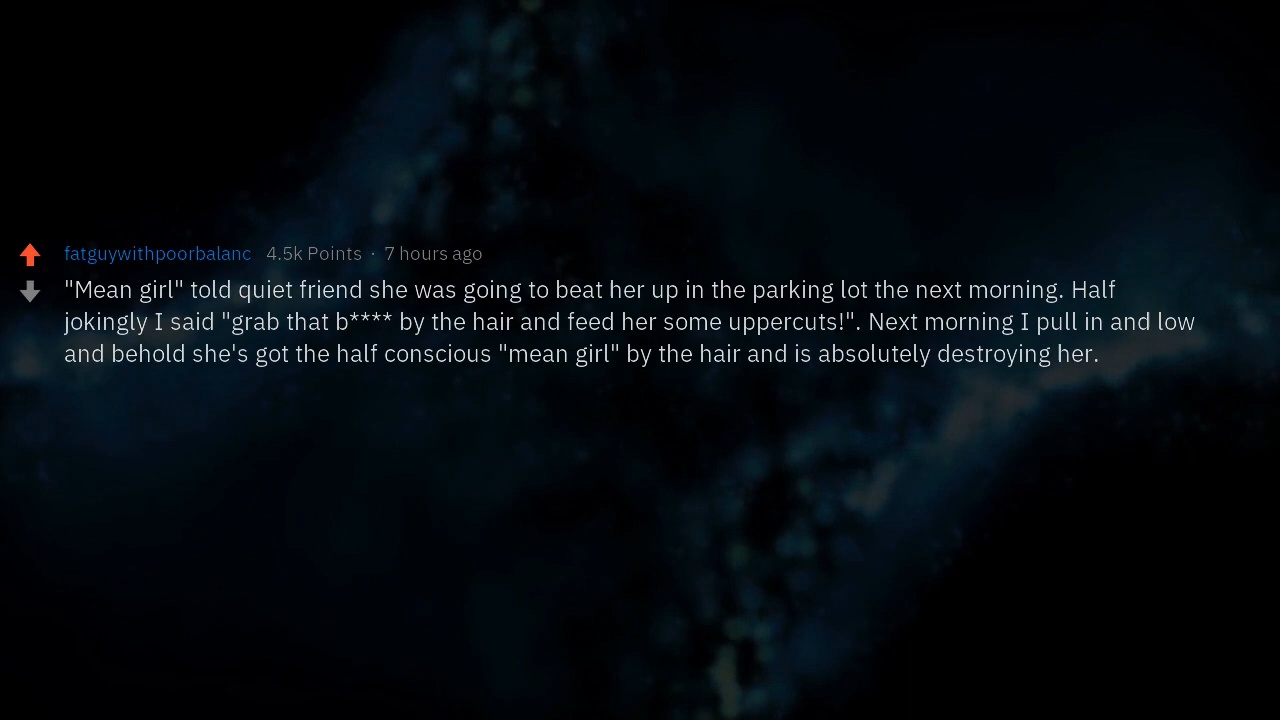 fatguywithpoorbalanc 4.5k Points · 7 hours ago
"Mean girl" told quiet friend she was going to beat her up in the parking lot the next morning. Half
jokingly I said "grab that b**** by the hair and feed her some uppercuts!". Next morning I pull in and low
and behold she's got the half conscious "mean girl" by the hair and is absolutely destroying her.